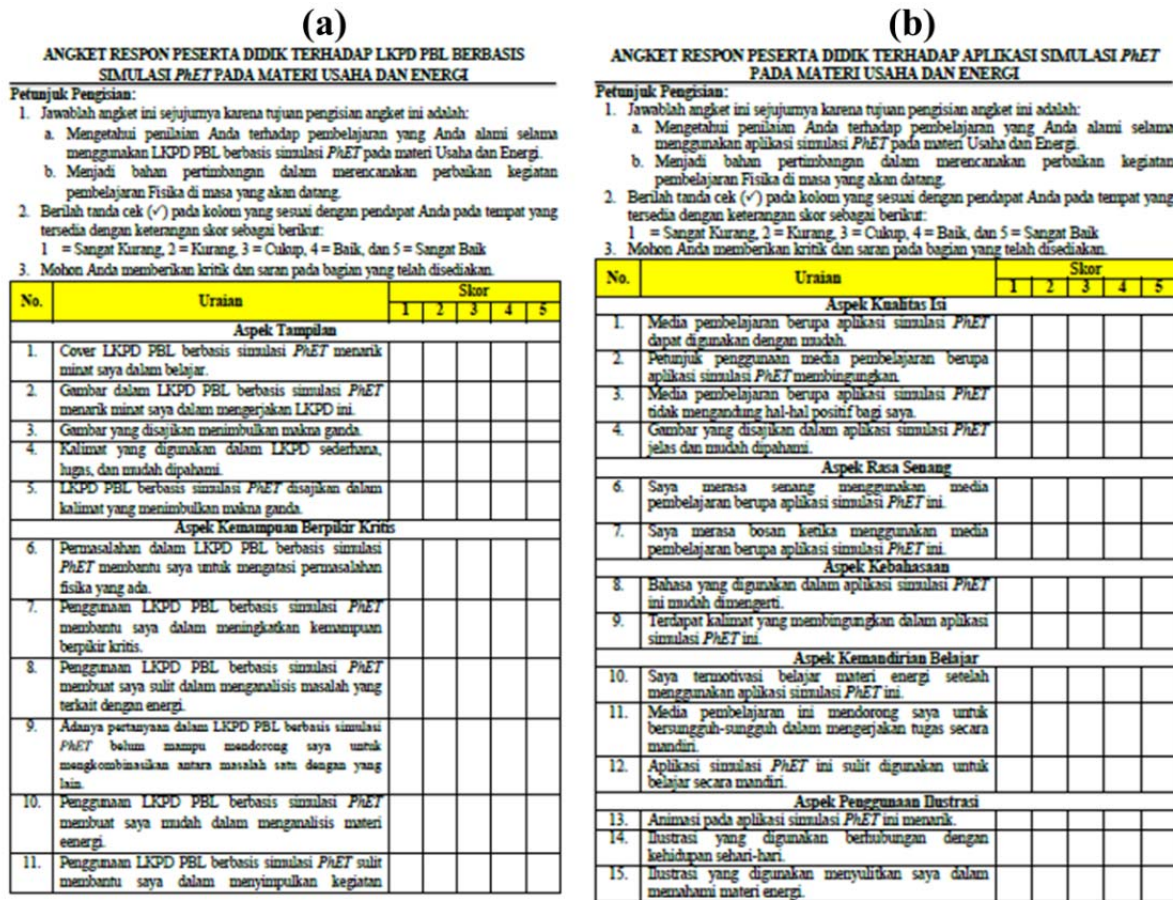 (a)
ANGKET RESPON PESERTA DIDIK TERHADAP LKPD PBL BERBASIS
SIMULASI PhET PADA MATERI USAHA DAN ENERGI
Petunjuk Pengisian:
1. Jawablah angket ini sejujurnya karena tujuan pengisian angket ini adalah:
a. Mengetahui penilaian Anda terhadap pembelajaran yang Anda alami selama
menggunakan LKPD PBL berbasis simulasi PhET pada materi Usaha dan Energi.
b. Menjadi bahan pertimbangan dalam merencanakan perbaikan kegiatan
pembelajaran Fisika di masa yang akan datang.
2. Berilah tanda cek (✓) pada kolom yang sesuai dengan pendapat Anda pada tempat yang
tersedia dengan keterangan skor sebagai berikut:
1 = Sangat Kurang, 2 = Kurang, 3 = Cukup, 4 = Baik, dan 5 = Sangat Baik
3. Mohon Anda memberikan kritik dan saran pada bagian yang telah disediakan.
No. Uraian Skor
1 2 3 4 5
Aspek Tampilan
1. Cover LKPD PBL berbasis simulasi PhET menarik
minat saya dalam belajar.
2. Gambar dalam LKPD PBL berbasis simulasi PhET
menarik minat saya dalam mengerjakan LKPD ini.
3. Gambar yang disajikan menimbulkan makna ganda.
4. Kalimat yang digunakan dalam LKPD sederhana,
lugas, dan mudah dipahami.
5. LKPD PBL berbasis simulasi PhET disajikan dalam
kalimat yang menimbulkan makna ganda.
Aspek Kemampuan Berpikir Kritis
6. Permasalahan dalam LKPD PBL berbasis simulasi
PhET membantu saya untuk mengatasi permasalahan
fisika yang ada.
7. Penggunaan LKPD PBL berbasis simulasi PhET
membantu saya dalam meningkatkan kemampuan
berpikir kritis.
8. Penggunaan LKPD PBL berbasis simulasi PhET
membuat saya sulit dalam menganalisis masalah yang
terkait dengan energi.
9. Adanya pertanyaan dalam LKPD PBL berbasis simulasi
PhET belum mampu mendorong saya untuk
mengkombinasikan antara masalah satu dengan yang
lain.
10. Penggunaan LKPD PBL berbasis simulasi PhET
membuat saya mudah dalam menganalisis materi
eenergi.
11. Penggunaan LKPD PBL berbasis simulasi PhET sulit
membantu saya dalam menyimpulkan kegiatan
(b)
ANGKET RESPON PESERTA DIDIK TERHADAP APLIKASI SIMULASI PhET
PADA MATERI USAHA DAN ENERGI
Petunjuk Pengisian:
1. Jawablah angket ini sejujurnya karena tujuan pengisian angket ini adalah:
a. Mengetahui penilaian Anda terhadap pembelajaran yang Anda alami selama
menggunakan aplikasi simulasi PhET pada materi Usaha dan Energi.
b. Menjadi bahan pertimbangan dalam merencanakan perbaikan kegiatan
pembelajaran Fisika di masa yang akan datang.
2. Berilah tanda cek (✓) pada kolom yang sesuai dengan pendapat Anda pada tempat yang
tersedia dengan keterangan skor sebagai berikut:
1 = Sangat Kurang, 2 = Kurang, 3 = Cukup, 4 = Baik, dan 5 = Sangat Baik
3. Mohon Anda memberikan kritik dan saran pada bagian yang telah disediakan.
No. Uraian Skor
1 2 3 4 5
Aspek Kualitas Isi
1. Media pembelajaran berupa aplikasi simulasi PhET
dapat digunakan dengan mudah.
2. Petunjuk penggunaan media pembelajaran berupa
aplikasi simulasi PhET membingungkan.
3. Media pembelajaran berupa aplikasi simulasi PhET
tidak mengandung hal-hal positif bagi saya.
4. Gambar yang disajikan dalam aplikasi simulasi PhET
jelas dan mudah dipahami.
Aspek Rasa Senang
6. Saya merasa senang menggunakan media
pembelajaran berupa aplikasi simulasi PhET ini.
7. Saya merasa bosan ketika menggunakan media
pembelajaran berupa aplikasi simulasi PhET ini.
Aspek Kebahasaan
8. Bahasa yang digunakan dalam aplikasi simulasi PhET
ini mudah dimengerti.
9. Terdapat kalimat yang membingungkan dalam aplikasi
simulasi PhET ini.
Aspek Kemandirian Belajar
10. Saya termotivasi belajar materi energi setelah
menggunakan aplikasi simulasi PhET ini.
11. Media pembelajaran ini mendorong saya untuk
bersungguh-sungguh dalam mengerjakan tugas secara
mandiri.
12. Aplikasi simulasi PhET ini sulit digunakan untuk
belajar secara mandiri.
Aspek Penggunaan Ilustrasi
13. Animasi pada aplikasi simulasi PhET ini menarik.
14. Ilustrasi yang digunakan berhubungan dengan
kehidupan sehari-hari.
15. Ilustrasi yang digunakan menyulitkan saya dalam
memahami materi energi.